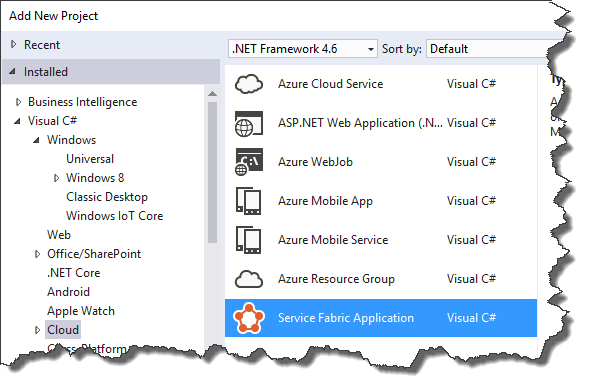 Add New Project
Recent
Installed
Business Intelligence
Visual C#
Windows
Universal
Windows 8
Classic Desktop
Windows IoT Core
Web
Office/SharePoint
.NET Core
Android
Apple Watch
Cloud
.NET Framework 4.6 Sort by: Default
Azure Cloud Service Visual C#
ASP.NET Web Application (.N... Visual C#
Azure WebJob Visual C#
Azure Mobile App Visual C#
Azure Mobile Service Visual C#
Azure Resource Group Visual C#
Service Fabric Application Visual C#